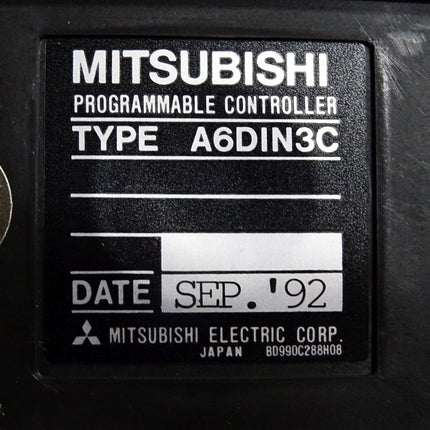 MITSUBISHI
PROGRAMMABLE CONTROLLER
TYPE A6DIN3C
DATE SEP.'92
MITSUBISHI ELECTRIC CORP.
JAPAN BD990C288H08